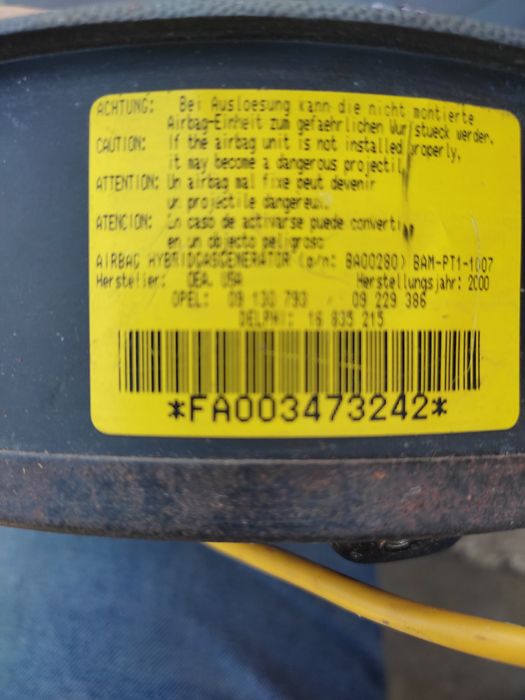 ACHTUNG: Bei Ausloesung kann die nicht montierte
Airbag-Einheit zum gefaehrlichen Wurfstueck werden.
CAUTION: If the airbag unit is not installed properly,
it may become a dangerous projectil
ATTENTION: Un airbag mal fixe peut devenir
un projectile dangereux.
ATENCION: En caso de activarse puede converti
en un objecto peligroso
AIRBAG HYBRIDGASGENERATOR (p/n: BA00280) BAM-PT1-1007
Hersteller: DEA, USA Herstellungsjahr: 2000
OPEL: 09 130 793 09 229 386
DELPHI: 16 835 215
*FA003473242*